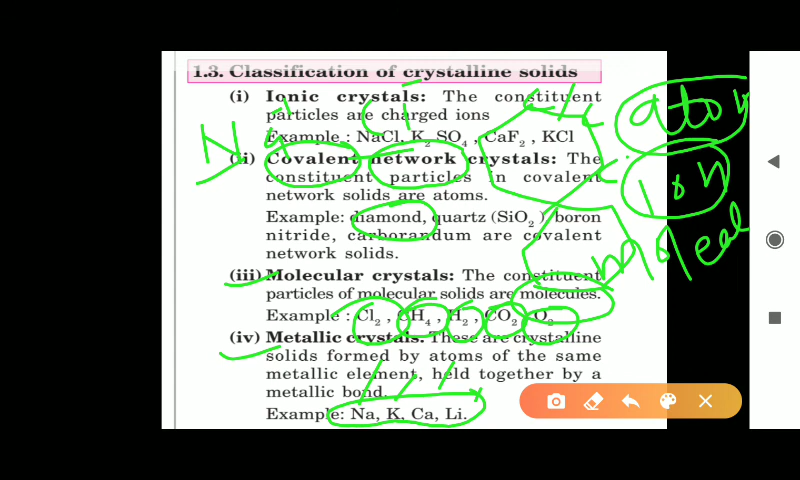 1.3. Classification of crystalline solids
(i) Ionic crystals: The constituent
particles are charged ions
Example : NaCl, K₂SO₄, CaF₂, KCl
(ii) Covalent network crystals: The
constituent particles in covalent
network solids are atoms.
Example: diamond, quartz (SiO₂), boron
nitride, carborandum are covalent
network solids.
(iii) Molecular crystals: The constituent
particles of molecular solids are molecules.
Example : Cl₂, CH₄, H₂, CO₂, O₂
(iv) Metallic crystals: These are crystalline
solids formed by atoms of the same
metallic element, held together by a
metallic bond.
Example: Na, K, Ca, Li.
Na⁺
Cl⁻
ion